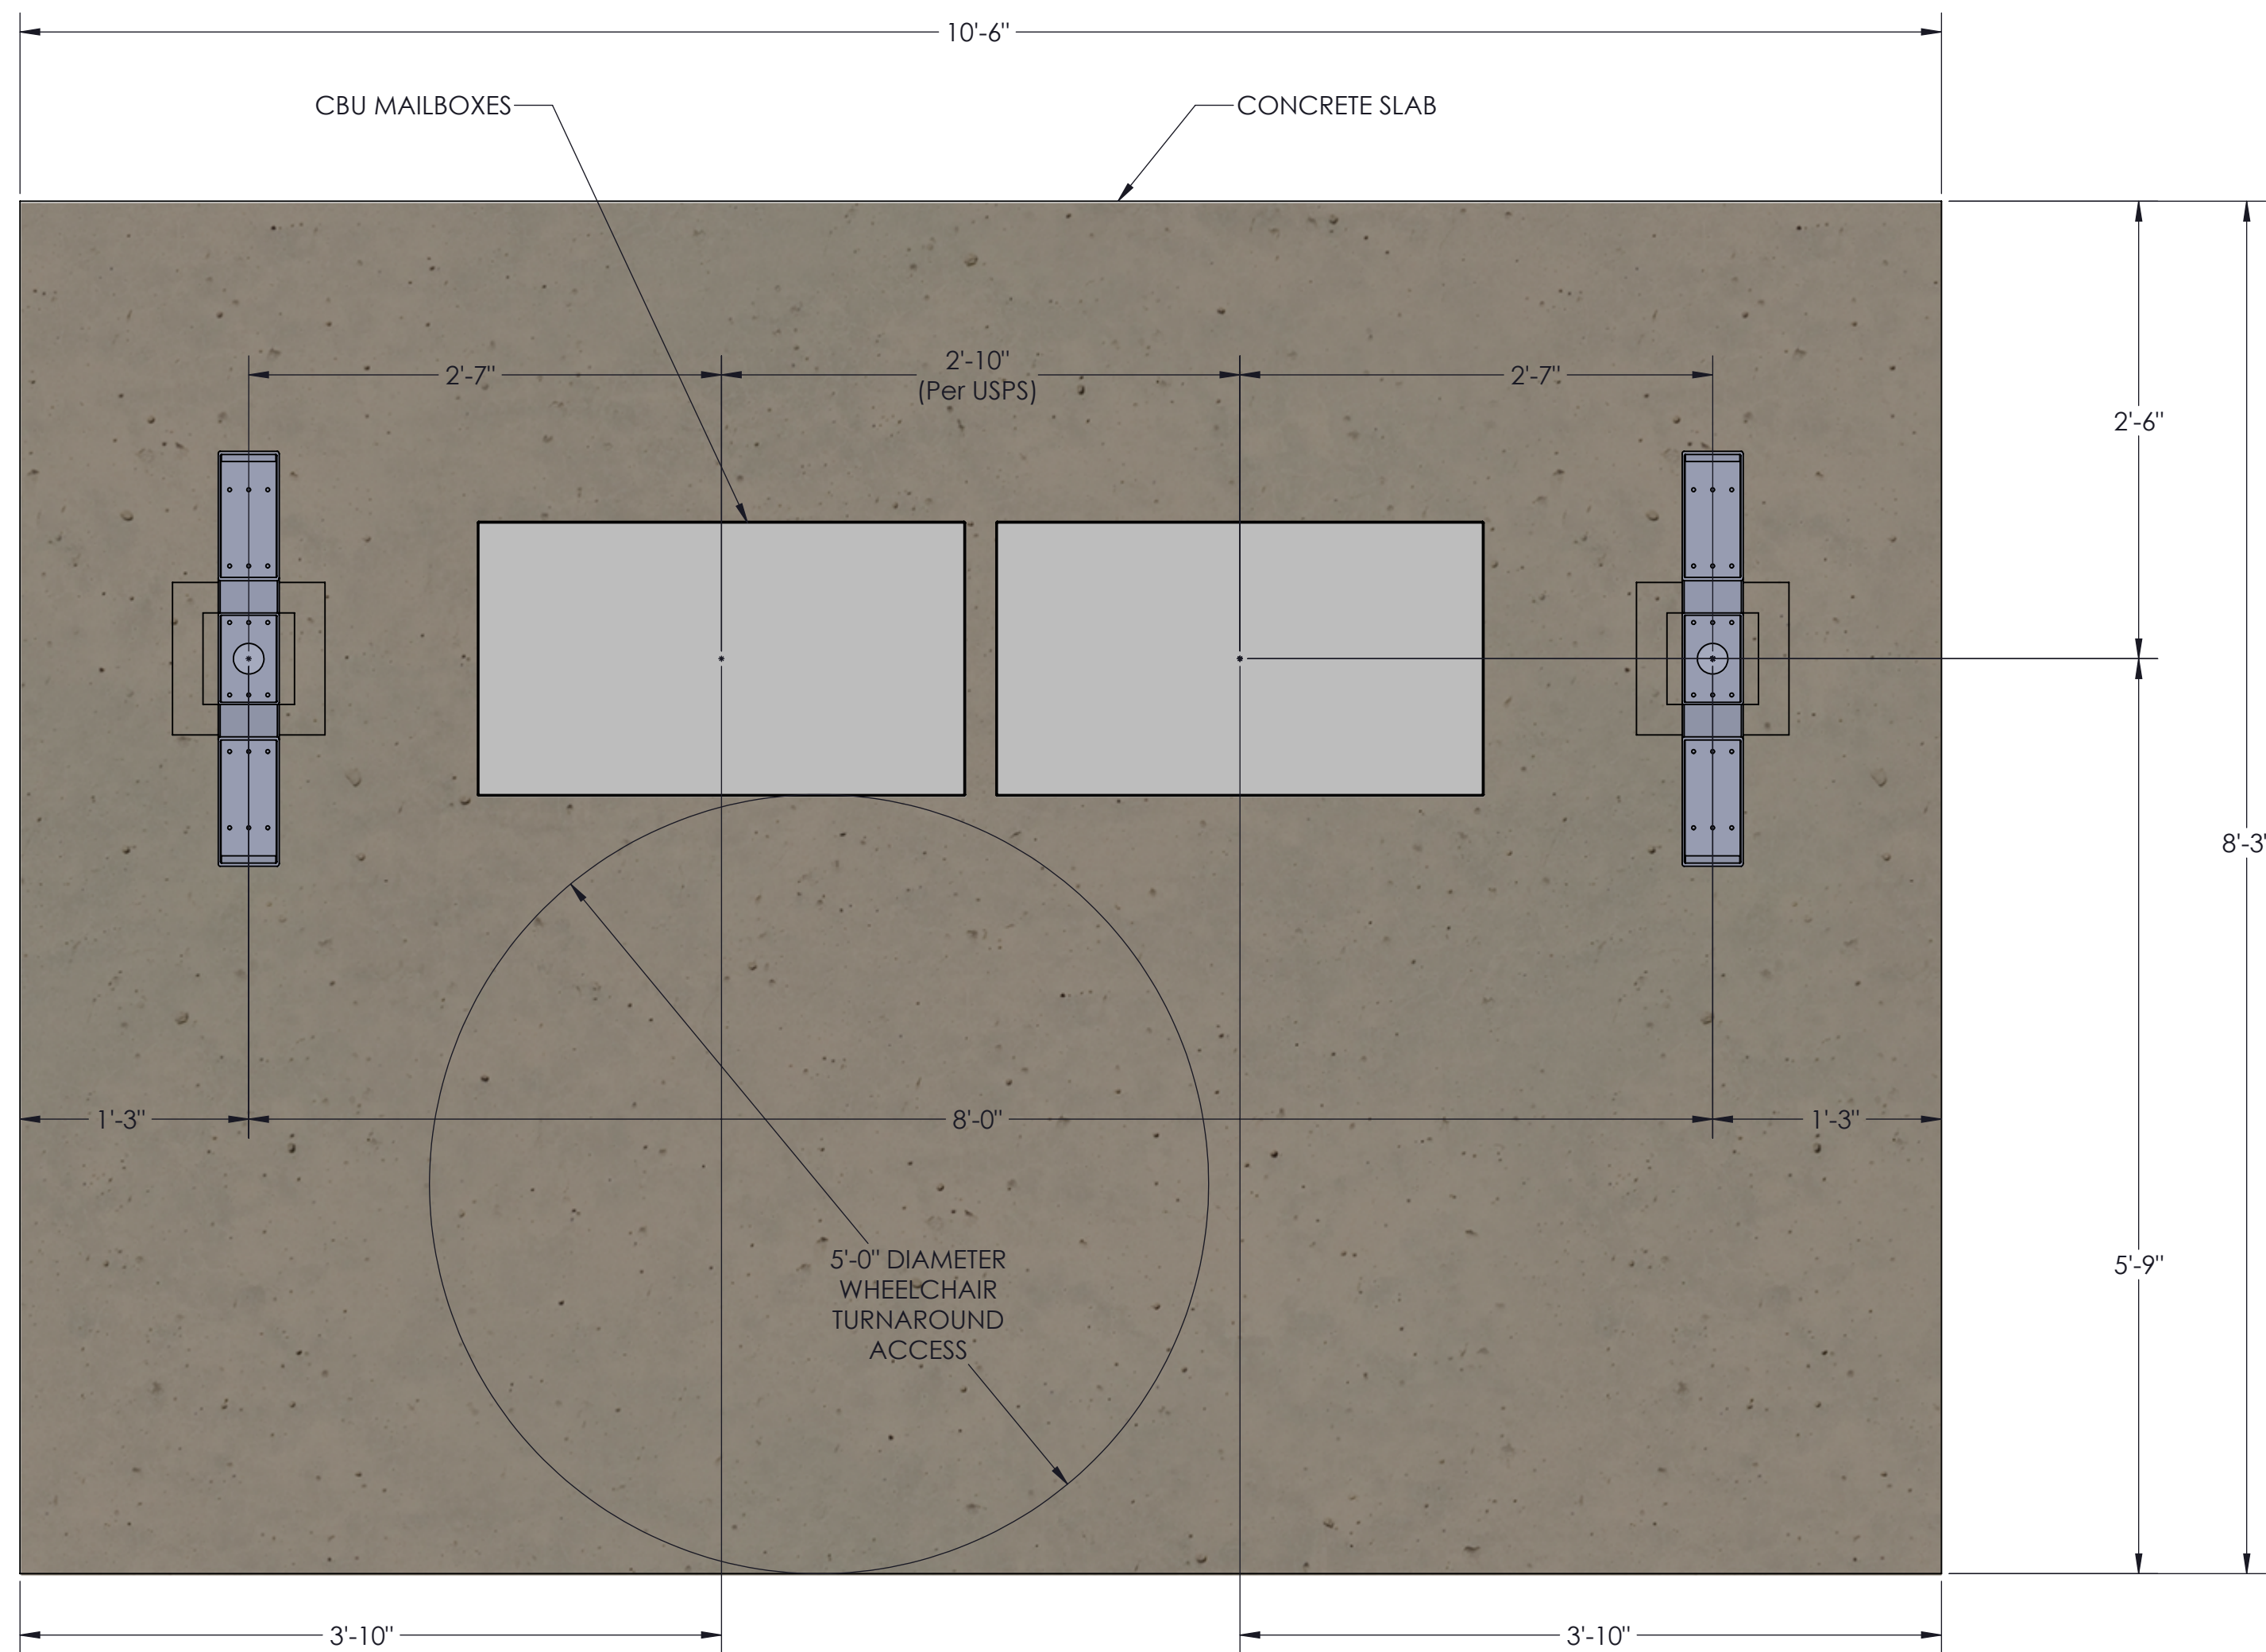 10'-6"
CBU MAILBOXES
CONCRETE SLAB
2'-7"
2'-10"
(Per USPS)
2'-7"
2'-6"
8'-3"
1'-3"
8'-0"
1'-3"
5'-0" DIAMETER
WHEELCHAIR
TURNAROUND
ACCESS
5'-9"
3'-10"
3'-10"